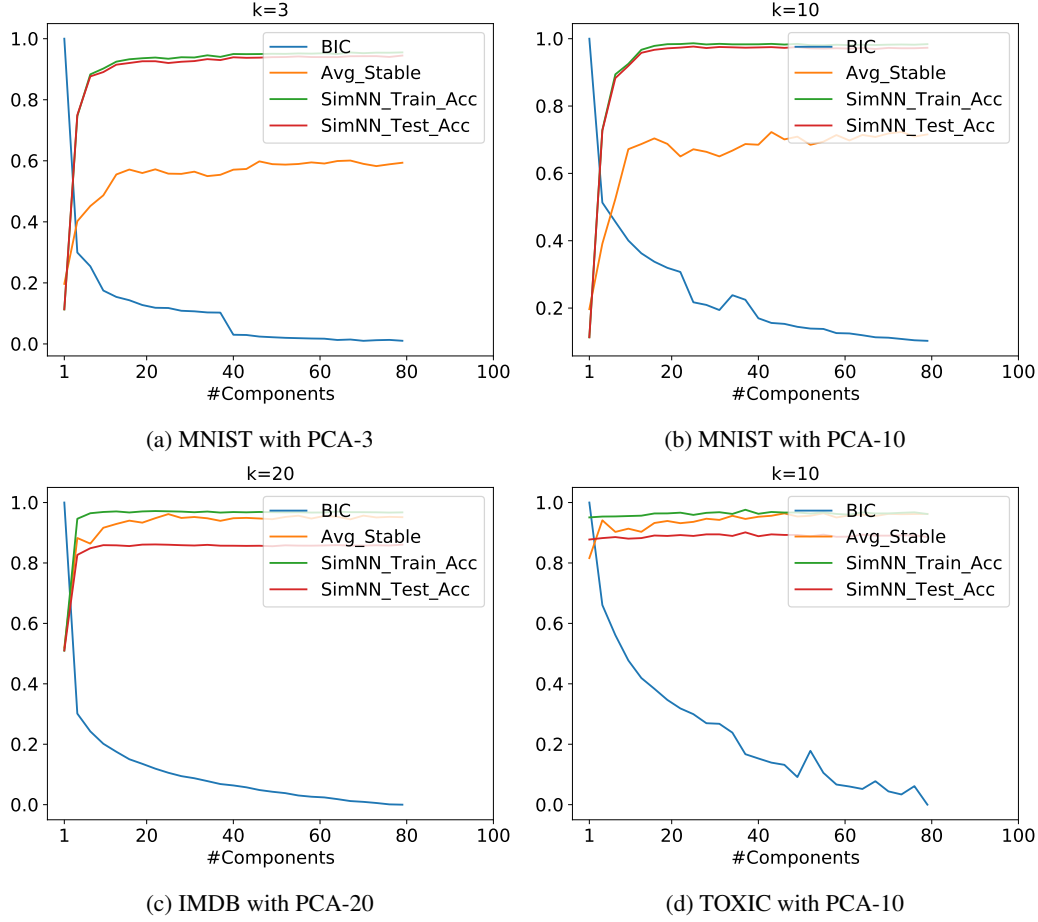 k=3
1.0
0.8
0.6
0.4
0.2
0.0
BIC
Avg_Stable
SimNN_Train_Acc
SimNN_Test_Acc
1 20 40 60 80 100
#Components
(a) MNIST with PCA-3
k=10
1.0
0.8
0.6
0.4
0.2
BIC
Avg_Stable
SimNN_Train_Acc
SimNN_Test_Acc
1 20 40 60 80 100
#Components
(b) MNIST with PCA-10
k=20
1.0
0.8
0.6
0.4
0.2
0.0
BIC
Avg_Stable
SimNN_Train_Acc
SimNN_Test_Acc
1 20 40 60 80 100
#Components
(c) IMDB with PCA-20
k=10
1.0
0.8
0.6
0.4
0.2
0.0
BIC
Avg_Stable
SimNN_Train_Acc
SimNN_Test_Acc
1 20 40 60 80 100
#Components
(d) TOXIC with PCA-10